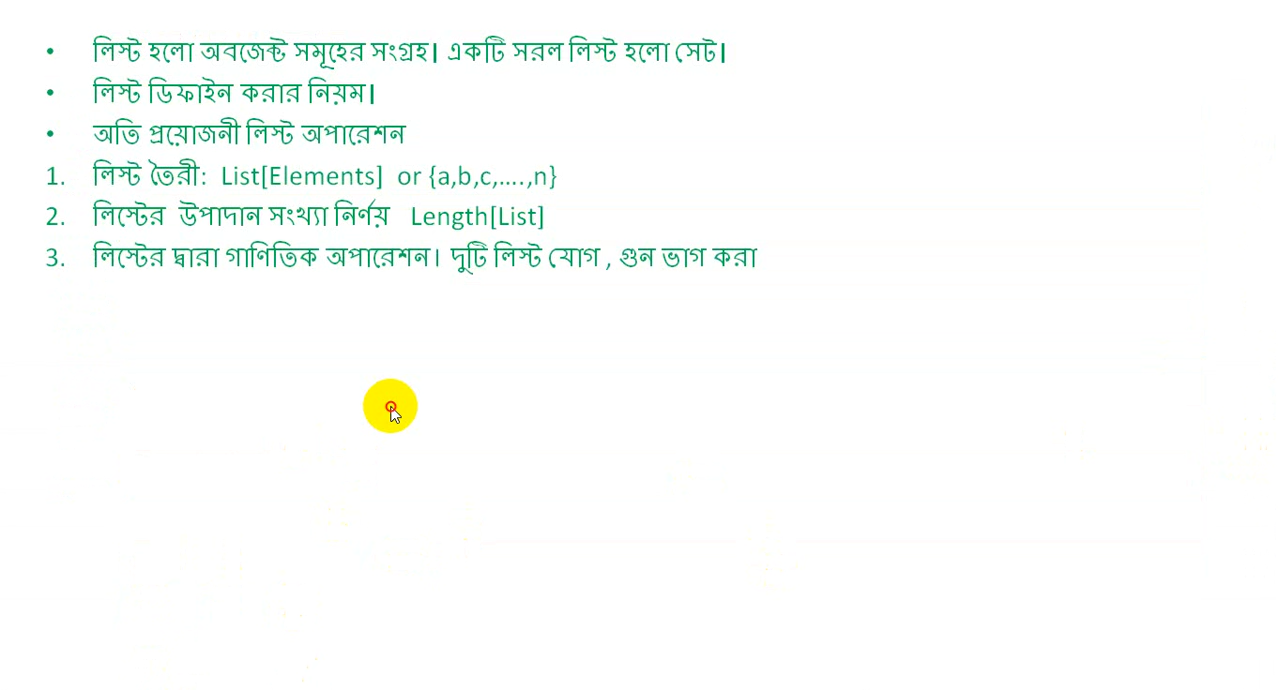 • লিস্ট হলো অবজেক্ট সমূহের সংগ্রহ। একটি সরল লিস্ট হলো সেট।
• লিস্ট ডিফাইন করার নিয়ম।
• অতি প্রয়োজনী লিস্ট অপারেশন
1. লিস্ট তৈরী: List[Elements] or {a,b,c,....,n}
2. লিস্টের উপাদান সংখ্যা নির্ণয় Length[List]
3. লিস্টের দ্বারা গাণিতিক অপারেশন। দুটি লিস্ট যোগ , গুন ভাগ করা